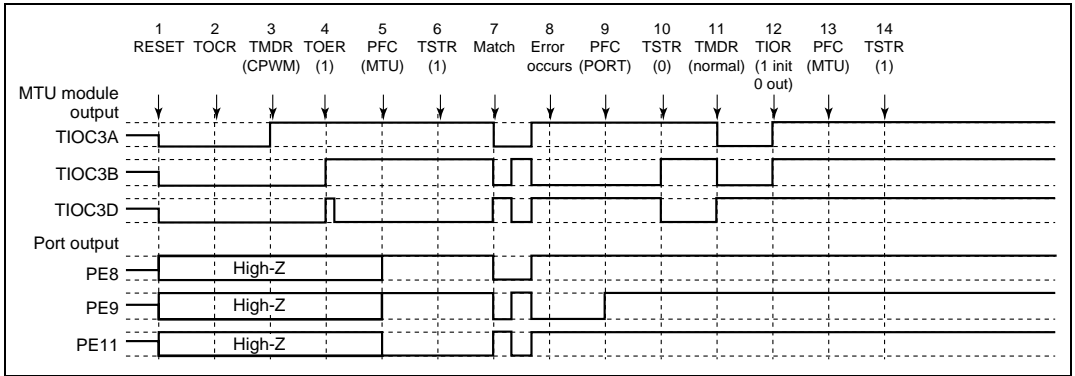 1 2 3 4 5 6 7 8 9 10 11 12 13 14
RESET TOCR TMDR TOER PFC TSTR Match Error PFC TSTR TMDR TIOR PFC TSTR
(CPWM) (1) (MTU) (1) occurs (PORT) (0) (normal) (1 init (MTU) (1)
0 out)
MTU module
output
TIOC3A
TIOC3B
TIOC3D
Port output
PE8 High-Z
PE9 High-Z
PE11 High-Z